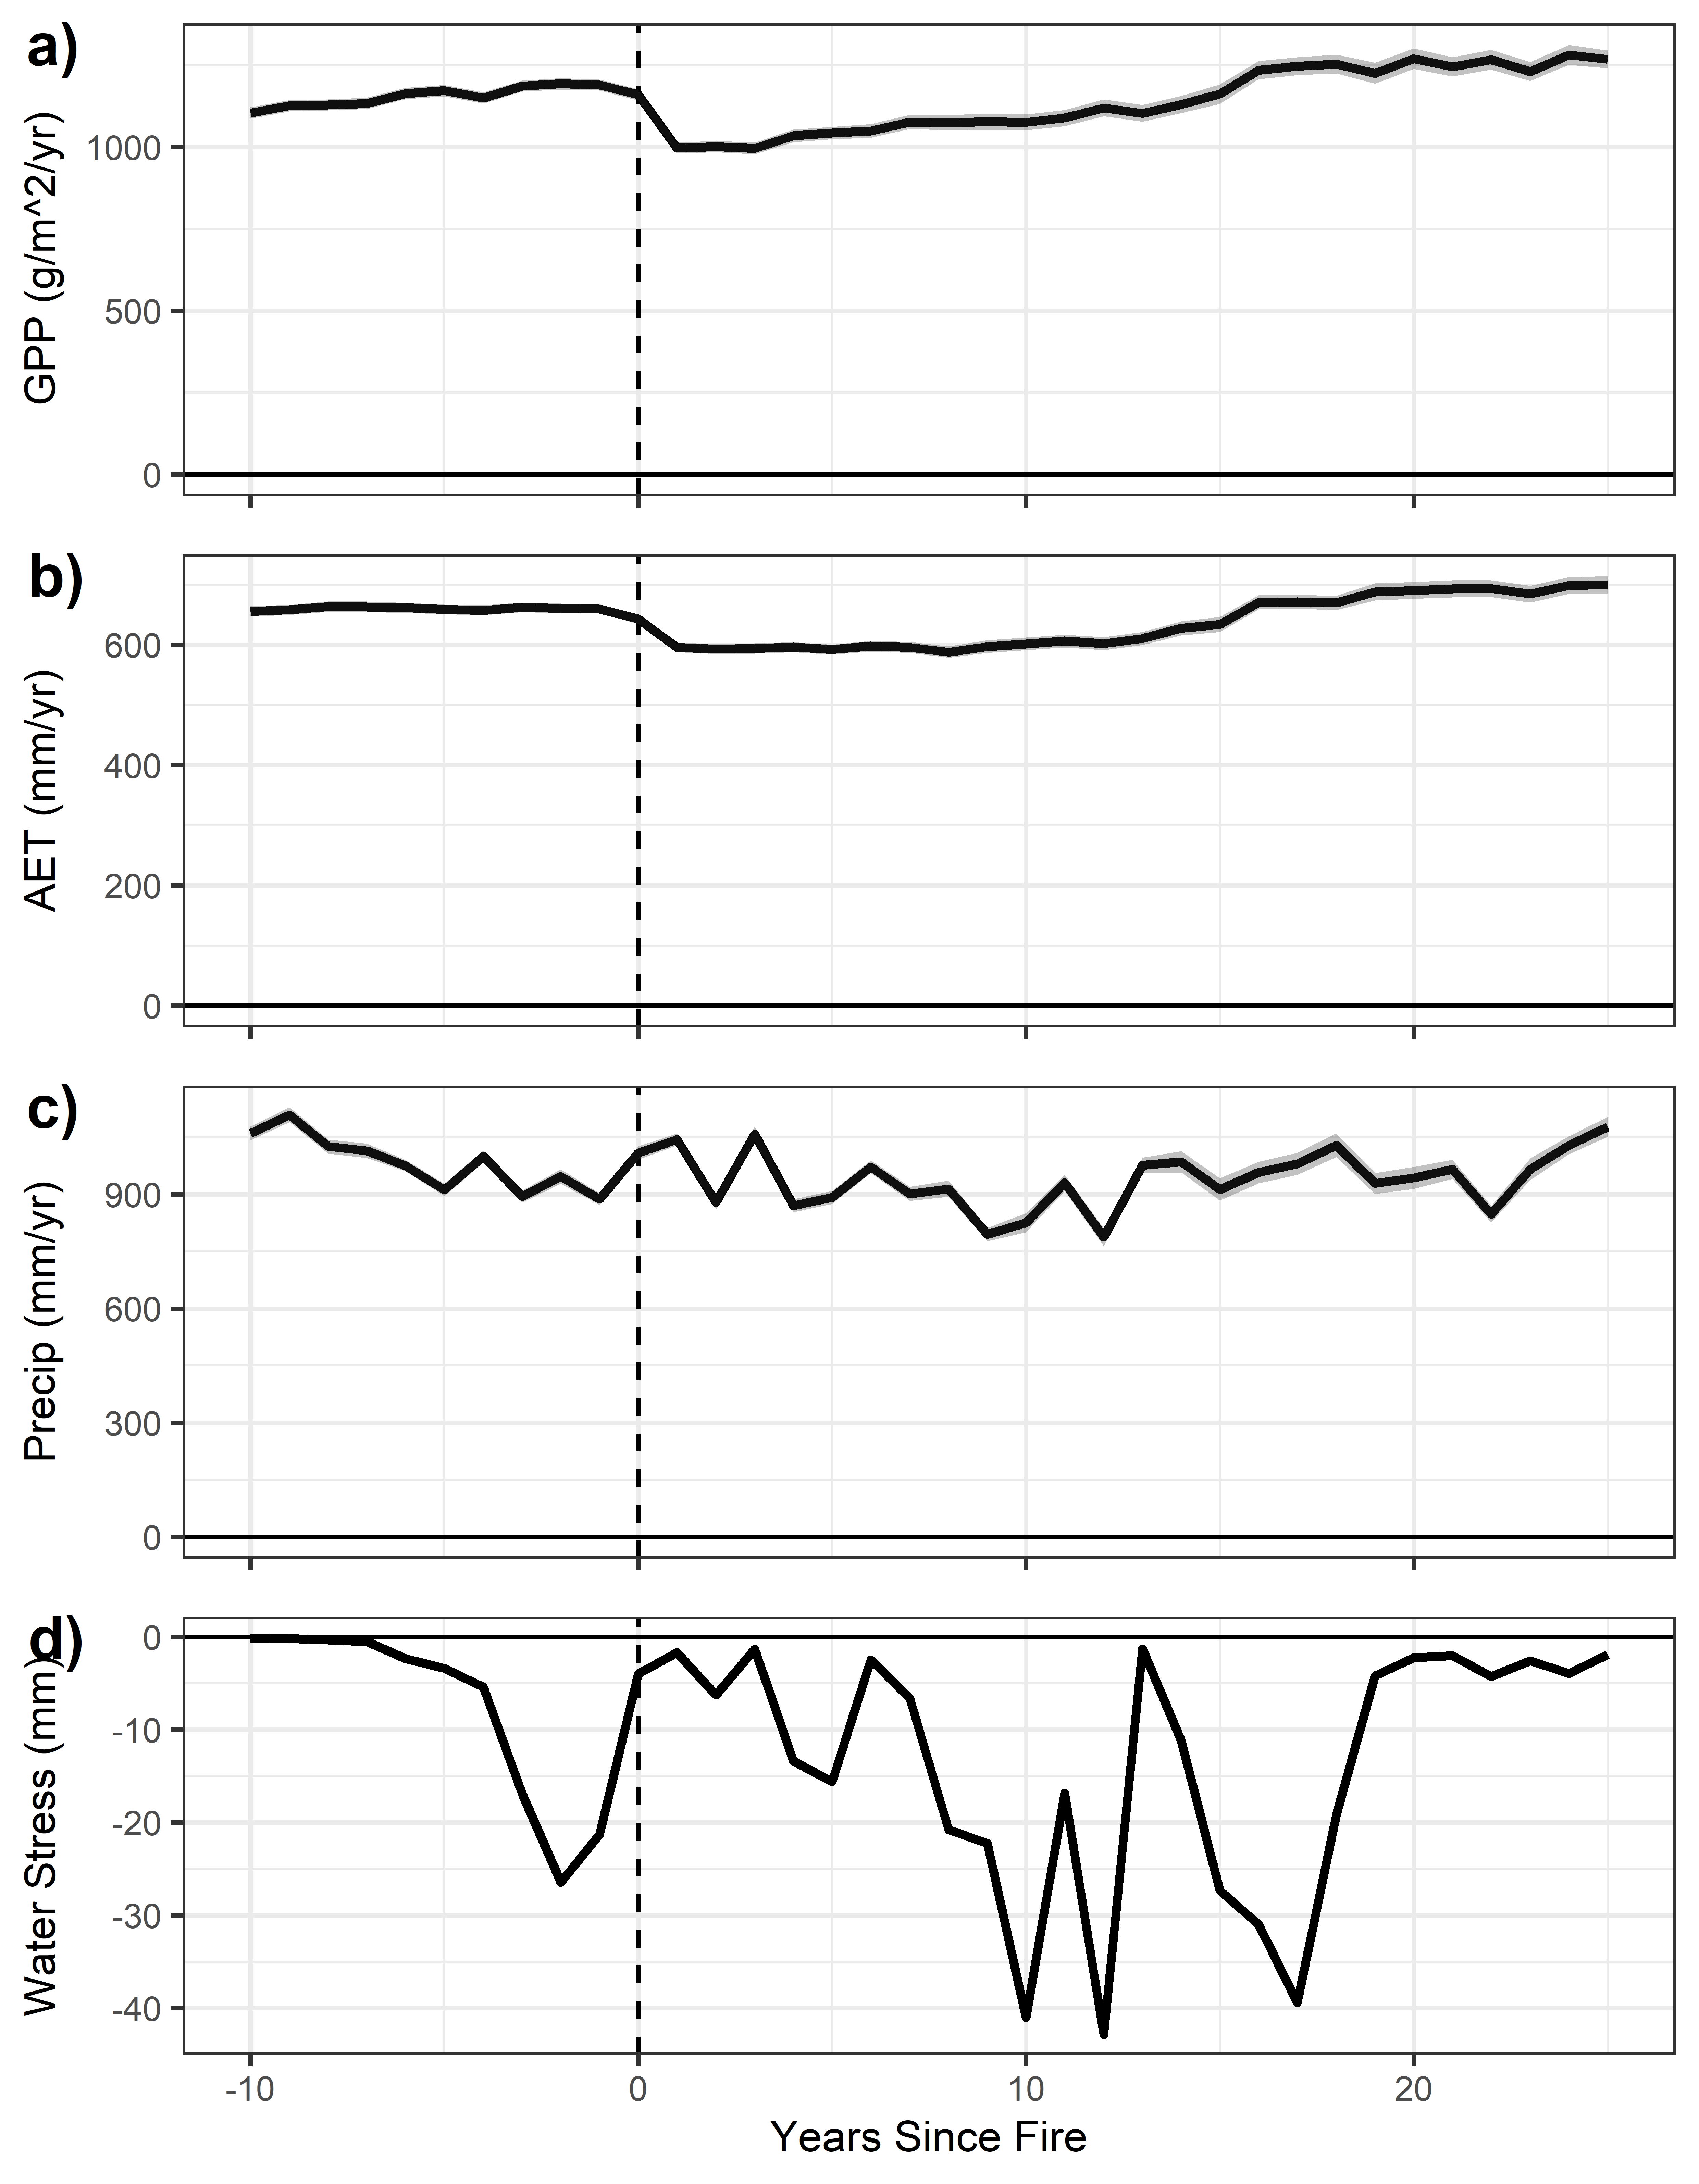 a)
GPP (g/m^2/yr)
1000
500
0
b)
AET (mm/yr)
600
400
200
0
c)
Precip (mm/yr)
900
600
300
0
d)
Water Stress (mm)
0
-10
-20
-30
-40
-10 0 10 20
Years Since Fire